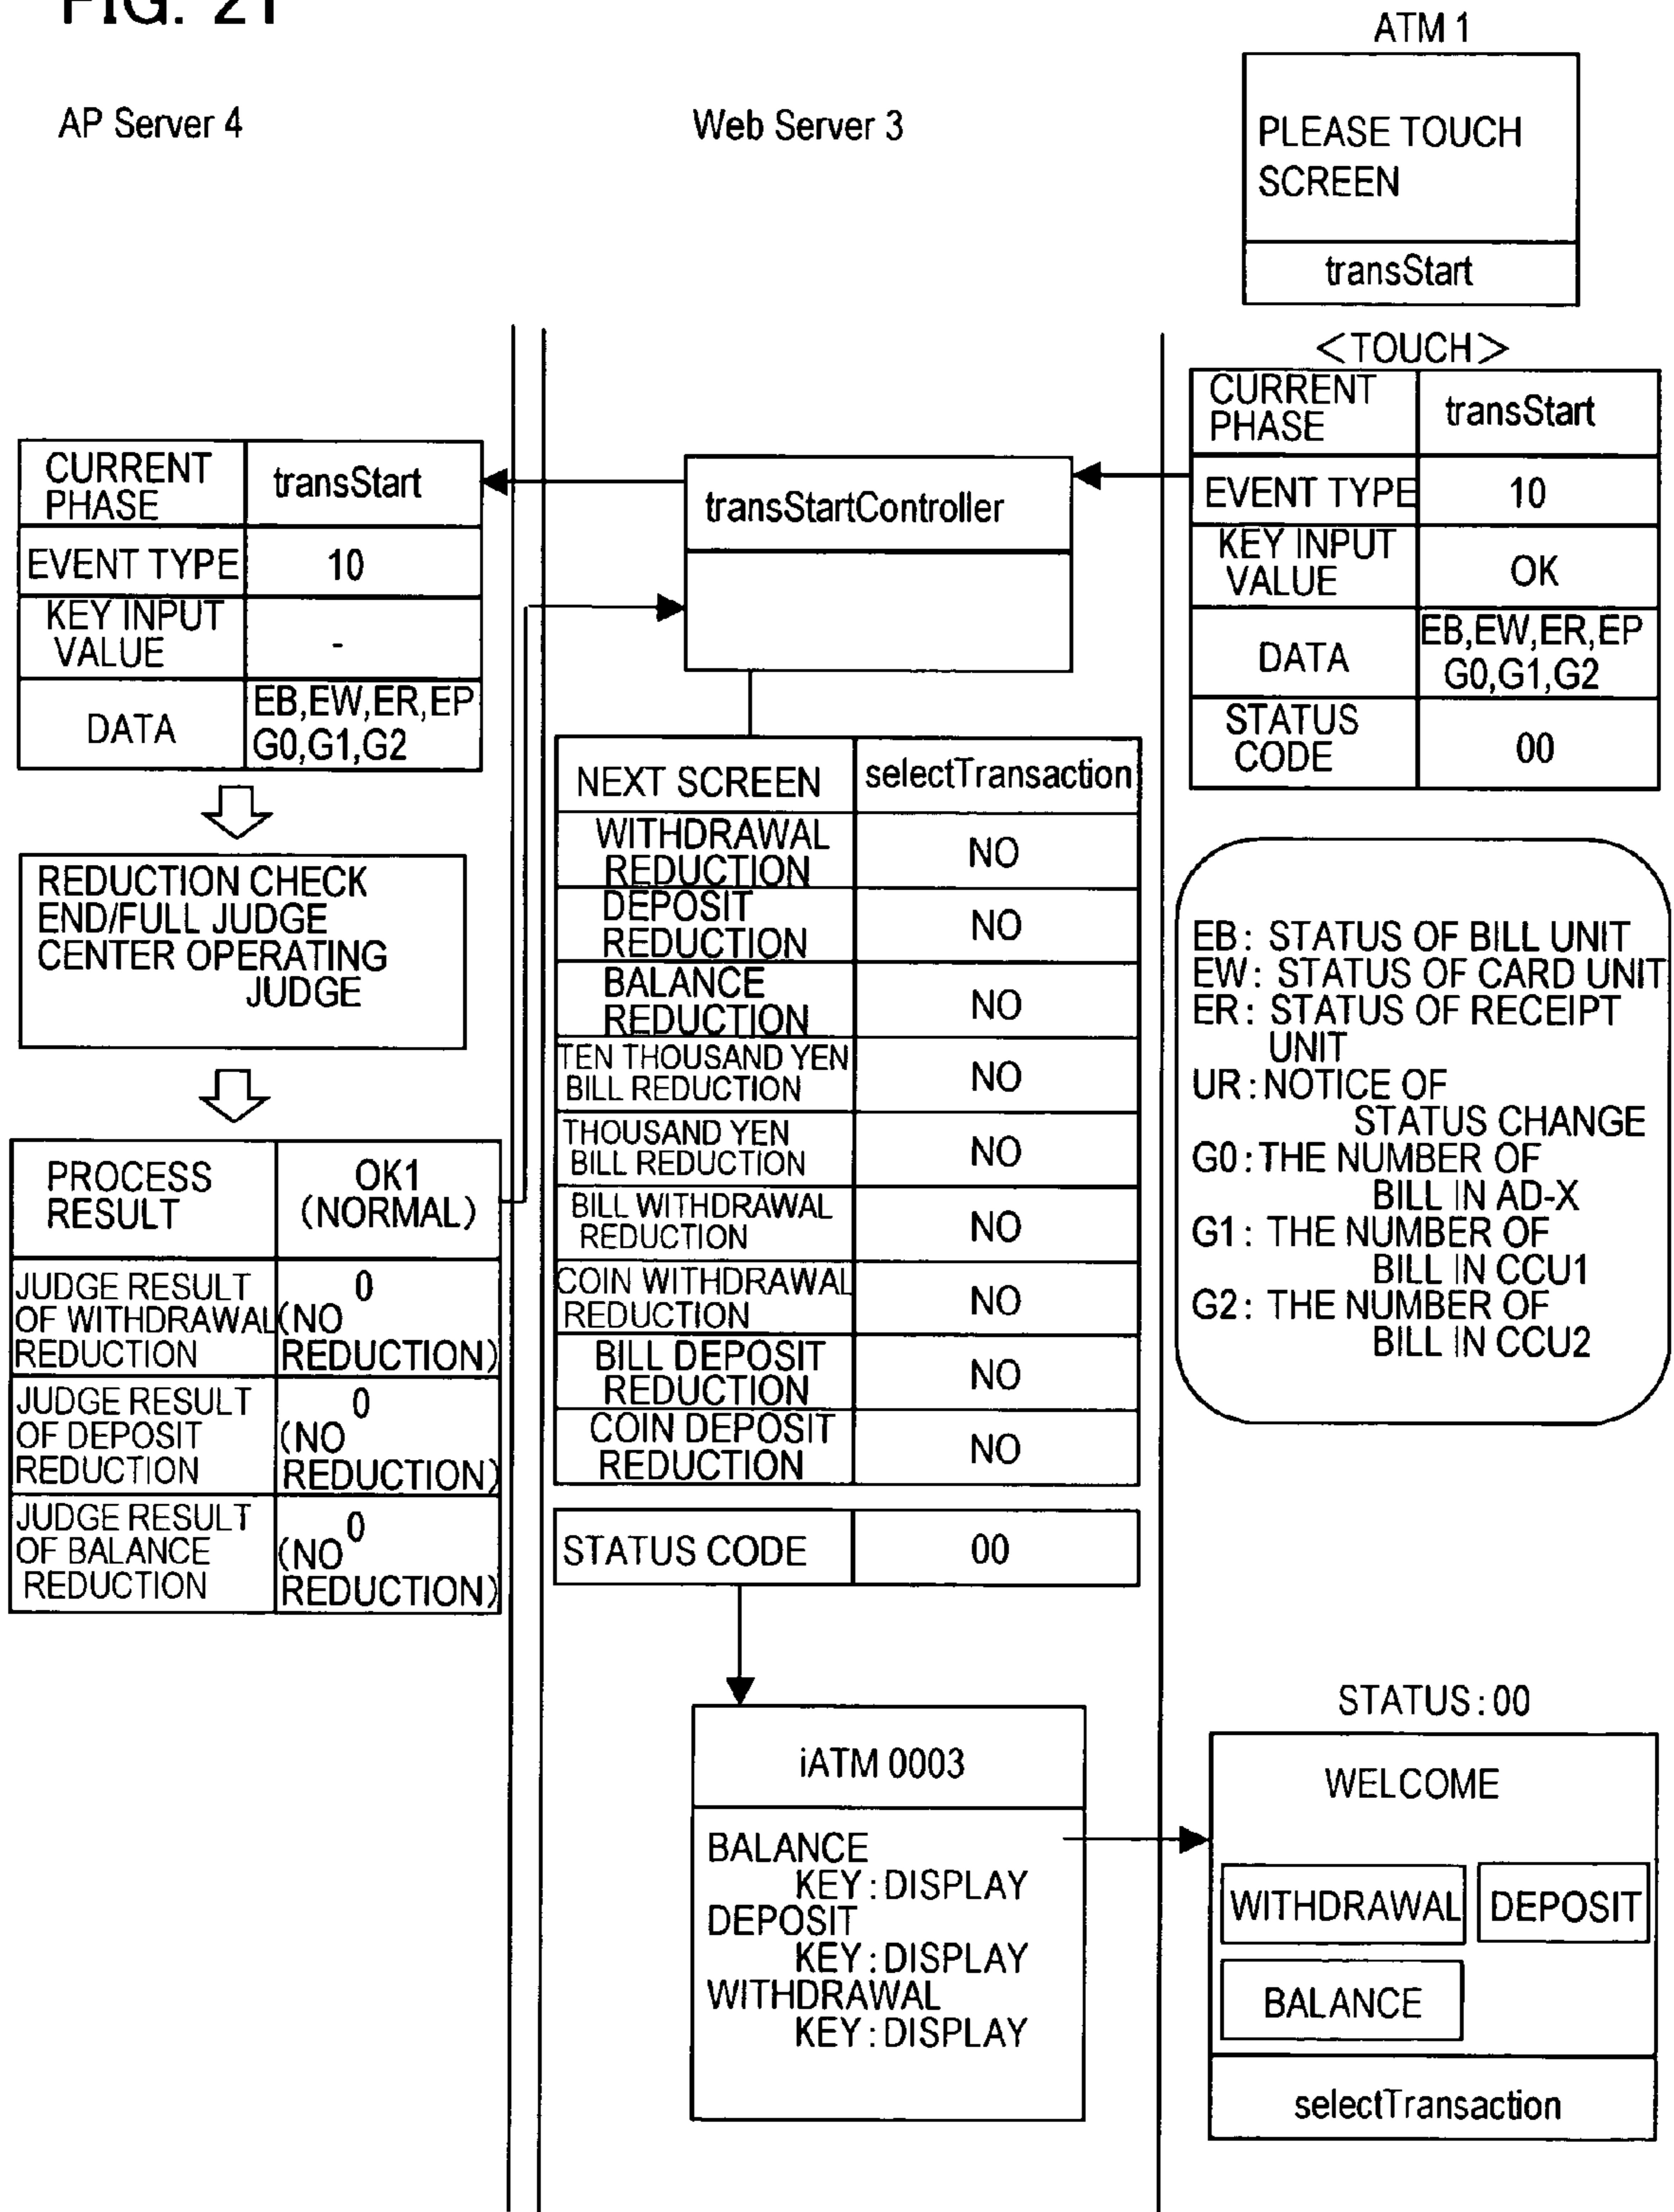 FIG. 21
ATM 1
AP Server 4
Web Server 3
PLEASE TOUCH
SCREEN
transStart
<TOUCH>
CURRENT
PHASE
transStart
EVENT TYPE
10
KEY INPUT
VALUE
OK
DATA
EB,EW,ER,EP
G0,G1,G2
STATUS
CODE
00
CURRENT
PHASE
transStart
EVENT TYPE
10
KEY INPUT
VALUE
-
DATA
EB,EW,ER,EP
G0,G1,G2
transStartController
REDUCTION CHECK
END/FULL JUDGE
CENTER OPERATING
JUDGE
PROCESS
RESULT
OK1
(NORMAL)
JUDGE RESULT
OF WITHDRAWAL
REDUCTION
0
(NO
REDUCTION)
JUDGE RESULT
OF DEPOSIT
REDUCTION
0
(NO
REDUCTION)
JUDGE RESULT
OF BALANCE
REDUCTION
0
(NO
REDUCTION)
NEXT SCREEN
selectTransaction
WITHDRAWAL
REDUCTION
NO
DEPOSIT
REDUCTION
NO
BALANCE
REDUCTION
NO
TEN THOUSAND YEN
BILL REDUCTION
NO
THOUSAND YEN
BILL REDUCTION
NO
BILL WITHDRAWAL
REDUCTION
NO
COIN WITHDRAWAL
REDUCTION
NO
BILL DEPOSIT
REDUCTION
NO
COIN DEPOSIT
REDUCTION
NO
STATUS CODE
00
EB: STATUS OF BILL UNIT
EW: STATUS OF CARD UNIT
ER: STATUS OF RECEIPT
UNIT
UR:NOTICE OF
STATUS CHANGE
G0:THE NUMBER OF
BILL IN AD-X
G1: THE NUMBER OF
BILL IN CCU1
G2: THE NUMBER OF
BILL IN CCU2
iATM 0003
BALANCE
KEY:DISPLAY
DEPOSIT
KEY:DISPLAY
WITHDRAWAL
KEY:DISPLAY
STATUS:00
WELCOME
WITHDRAWAL
DEPOSIT
BALANCE
selectTransaction